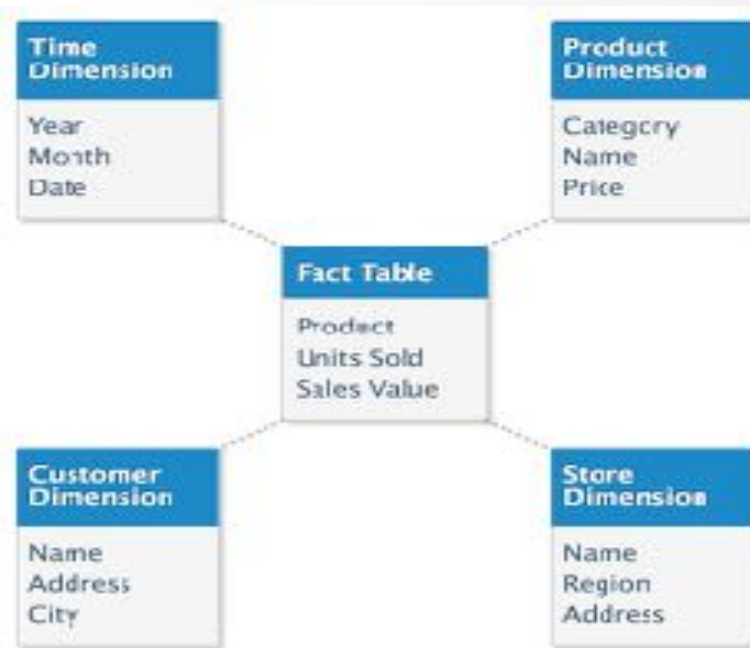 Time
Dimension
Year
Month
Date
Product
Dimension
Category
Name
Price
Fact Table
Product
Units Sold
Sales Value
Customer
Dimension
Name
Address
City
Store
Dimension
Name
Region
Address